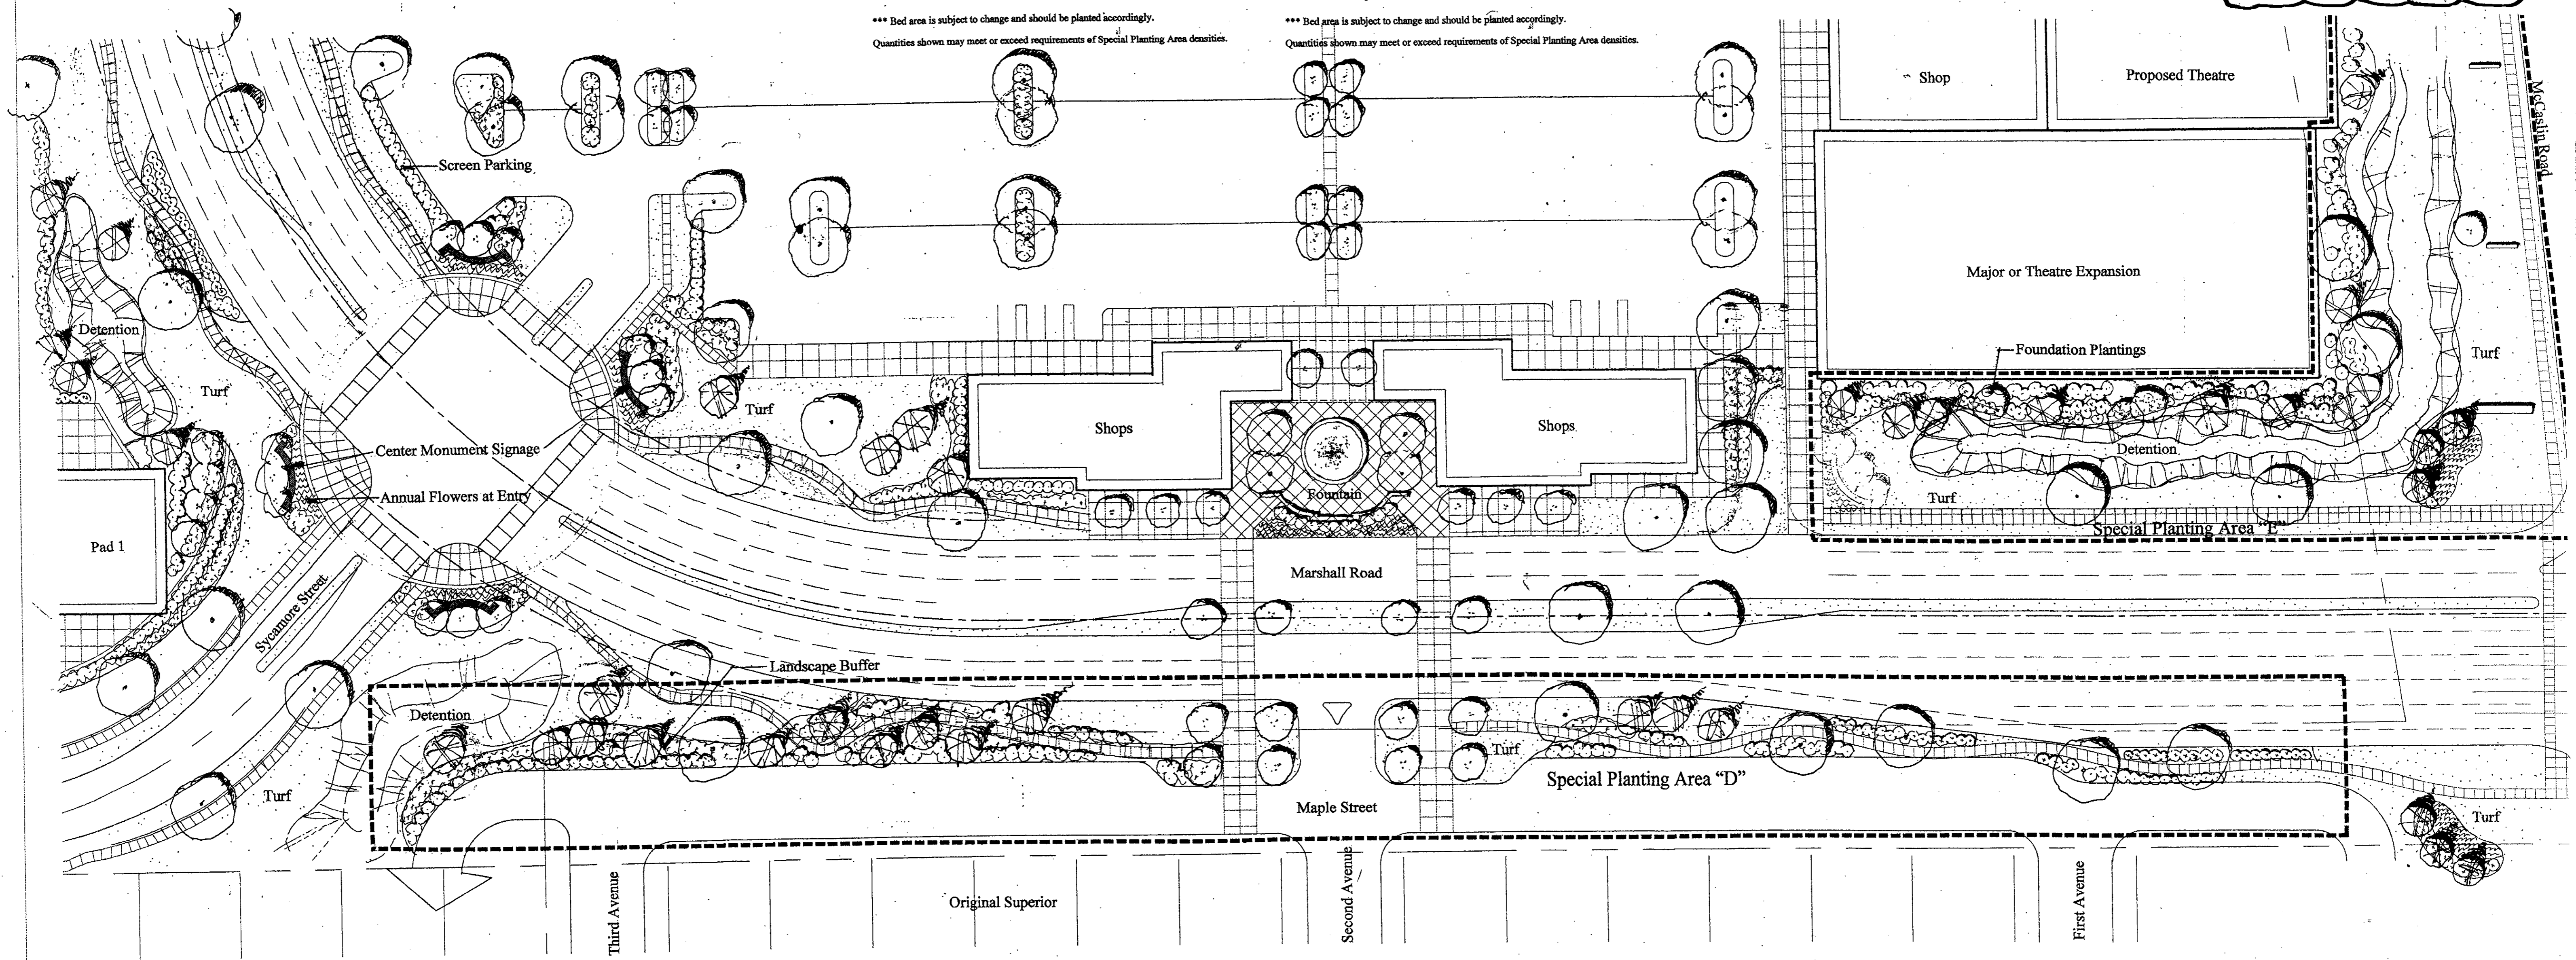 *** Bed area is subject to change and should be planted accordingly.
Quantities shown may meet or exceed requirements of Special Planting Area densities.
*** Bed area is subject to change and should be planted accordingly.
Quantities shown may meet or exceed requirements of Special Planting Area densities.
Shop
Proposed Theatre
McCaslin Road
Screen Parking
Major or Theatre Expansion
Detention
Foundation Plantings
Turf
Turf
Turf
Shops
Shops
Center Monument Signage
Detention
Annual Flowers at Entry
Fountain
Turf
Special Planting Area "E"
Pad 1
Marshall Road
Sycamore Street
Landscape Buffer
Detention
Turf
Special Planting Area “D”
Turf
Maple Street
Turf
Third Avenue
Original Superior
Second Avenue
First Avenue